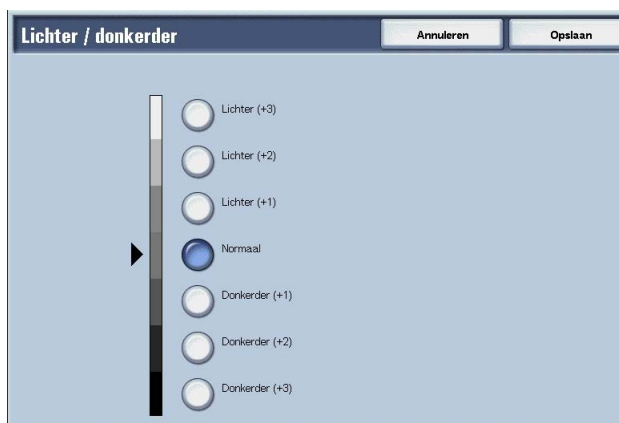 Lichter / donkerder
Annuleren
Opslaan
Lichter (+3)
Lichter (+2)
Lichter (+1)
Normaal
Donkerder (+1)
Donkerder (+2)
Donkerder (+3)